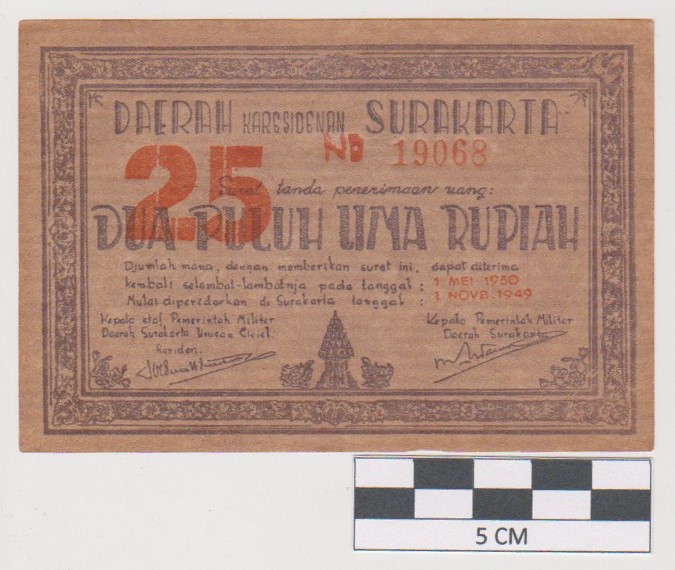 DAERAH KARESIDENAN SURAKARTA
25
ND 19068
Surat tanda penerimaan uang:
DUA PULUH LIMA RUPIAH
Djumlah mana, dengan memberikan surat ini, dapat diterima
kembali selambat-lambatnja pada tanggal : 1 MEI 1950
Mulai diperedarkan di Surakarta tanggal : 1 NOVB. 1949
Kepala staf Pemerintah Militer
Daerah Surakarta Urusan Civiel.
Residen.
Kepala Pemerintah Militer
Daerah Surakarta
5 CM